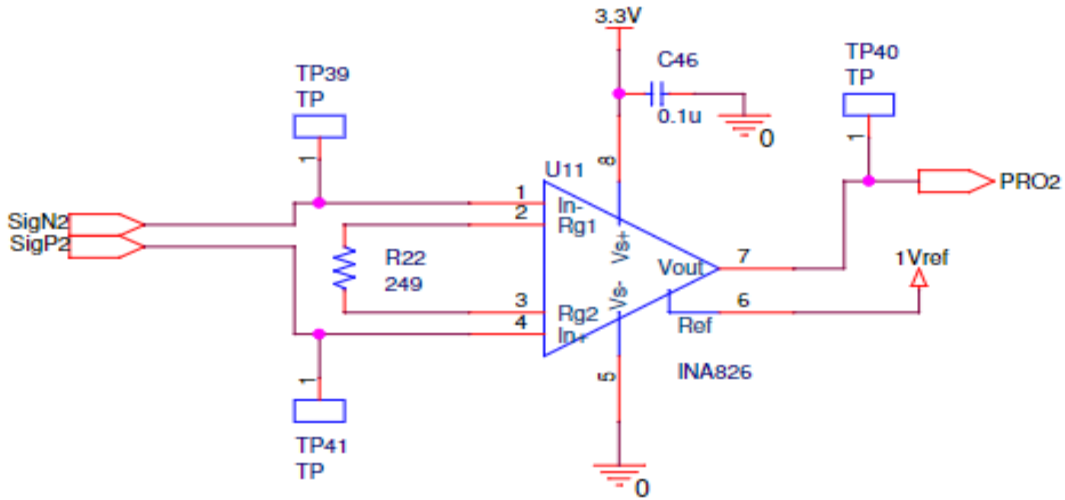 3.3V
TP39
TP
1
C46
0.1u
0
TP40
TP
1
8
U11
SigN2
SigP2
1
In-
2
Rg1
Vs+
PRO2
R22
249
Vout
7
1Vref
Vs-
3
Rg2
4
In+
6
Ref
INA826
1
5
TP41
TP
0